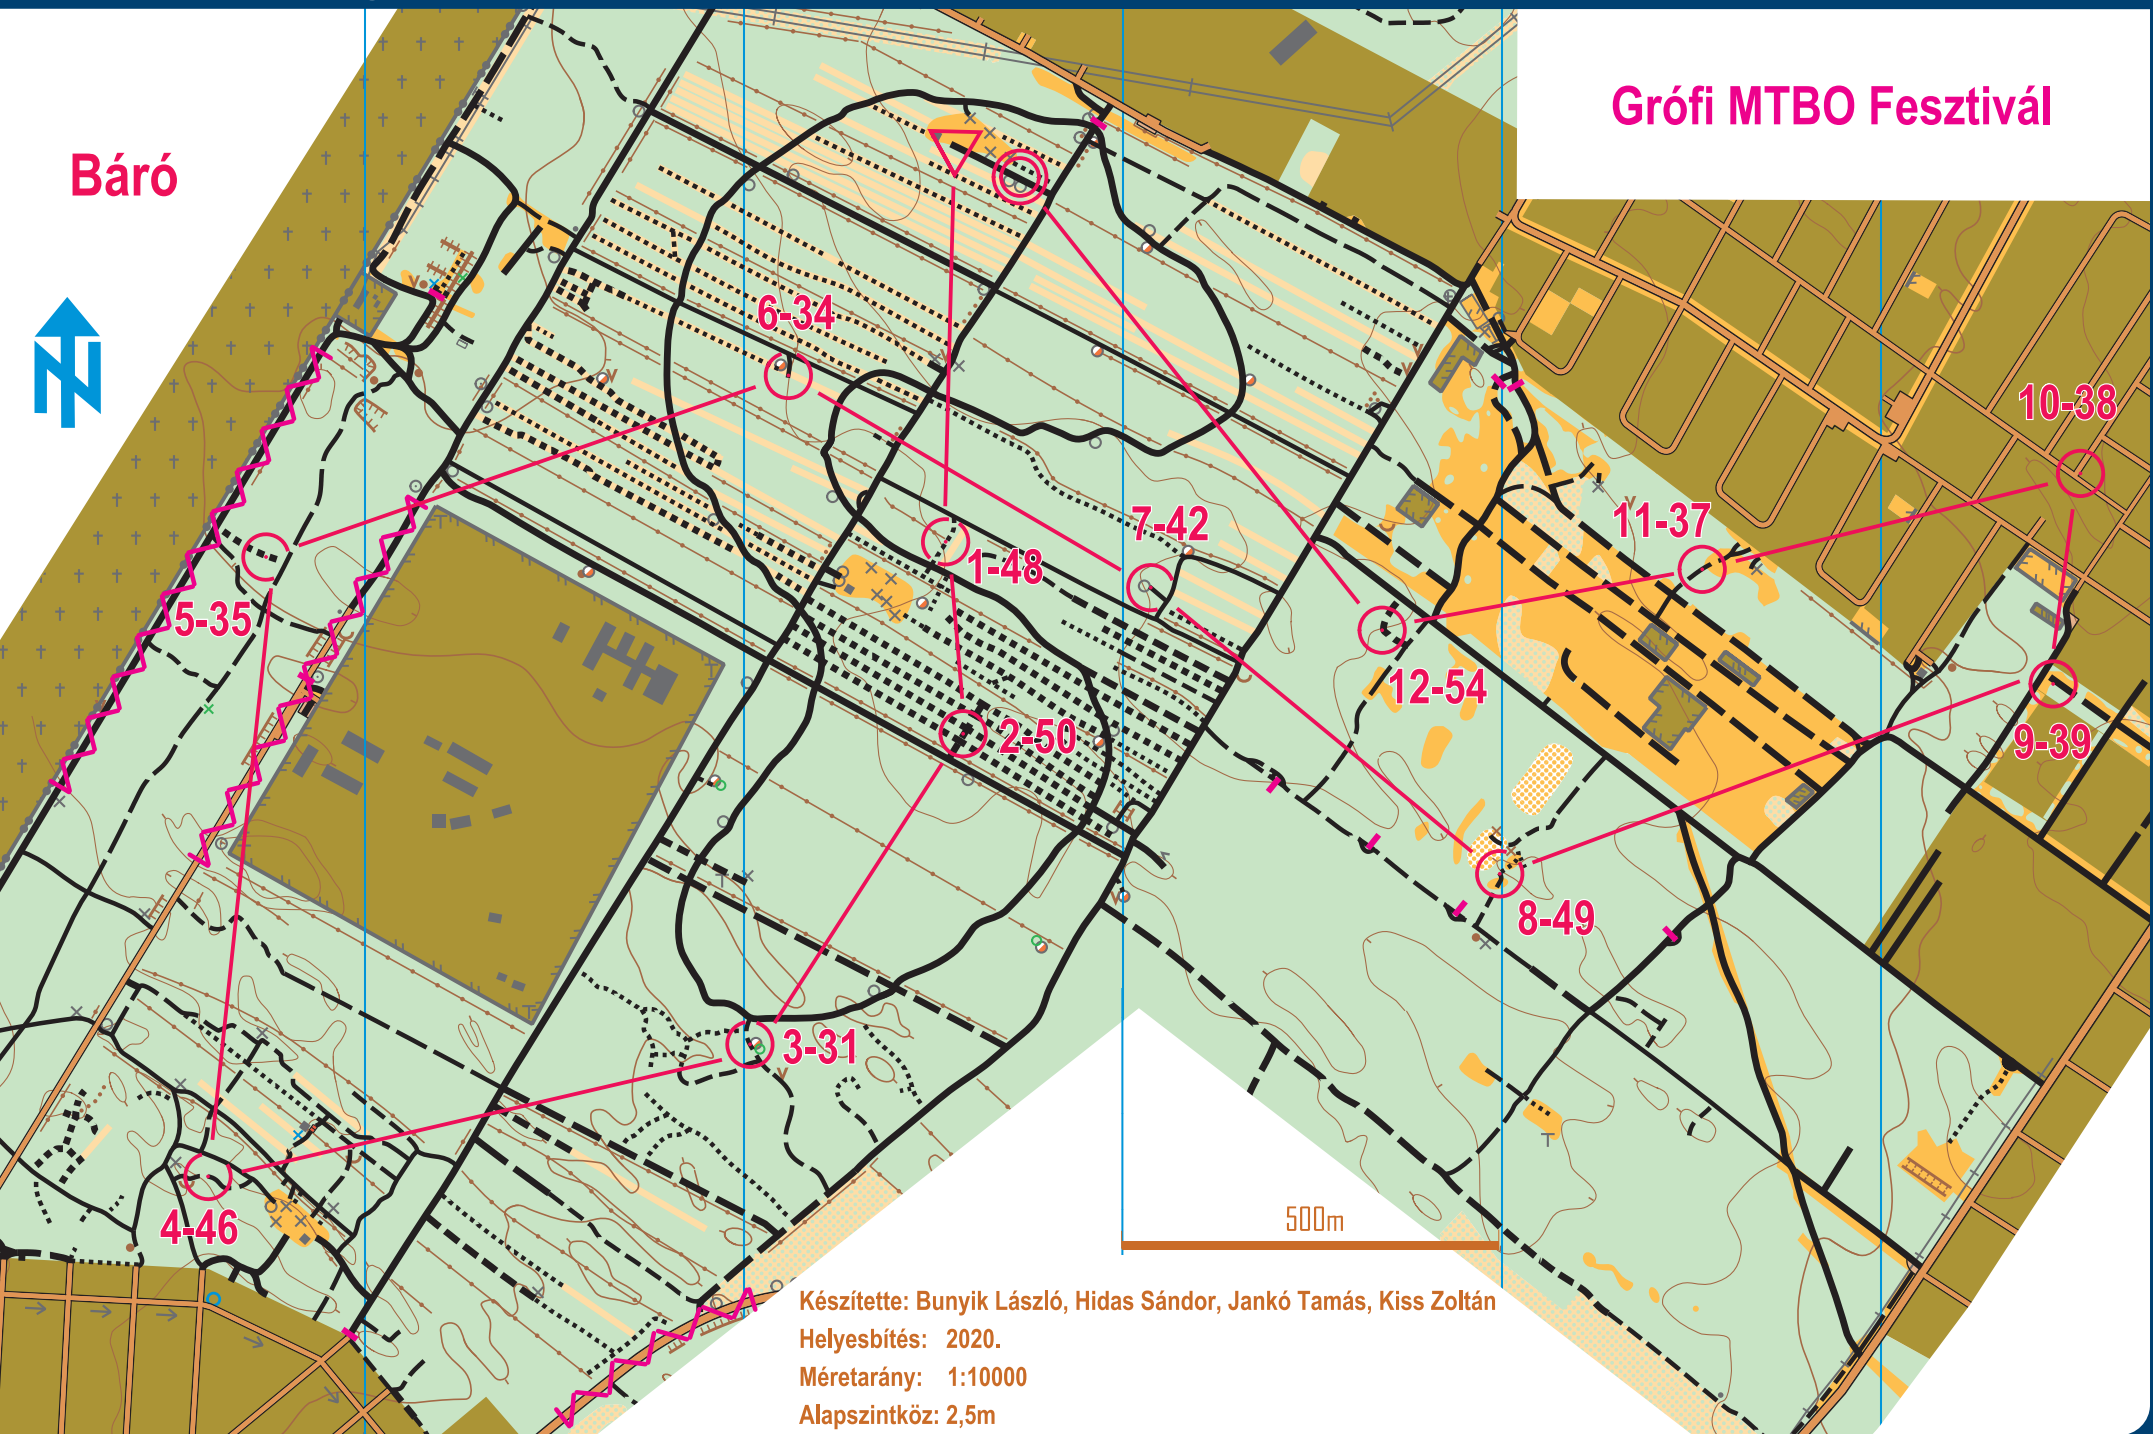 Grófi MTBO Fesztivál
Báró
6-34
10-38
7-42
11-37
1-48
5-35
12-54
2-50
9-39
8-49
3-31
4-46
500m
Készítette: Bunyik László, Hidas Sándor, Jankó Tamás, Kiss Zoltán
Helyesbítés: 2020.
Méretarány: 1:10000
Alapszintköz: 2,5m